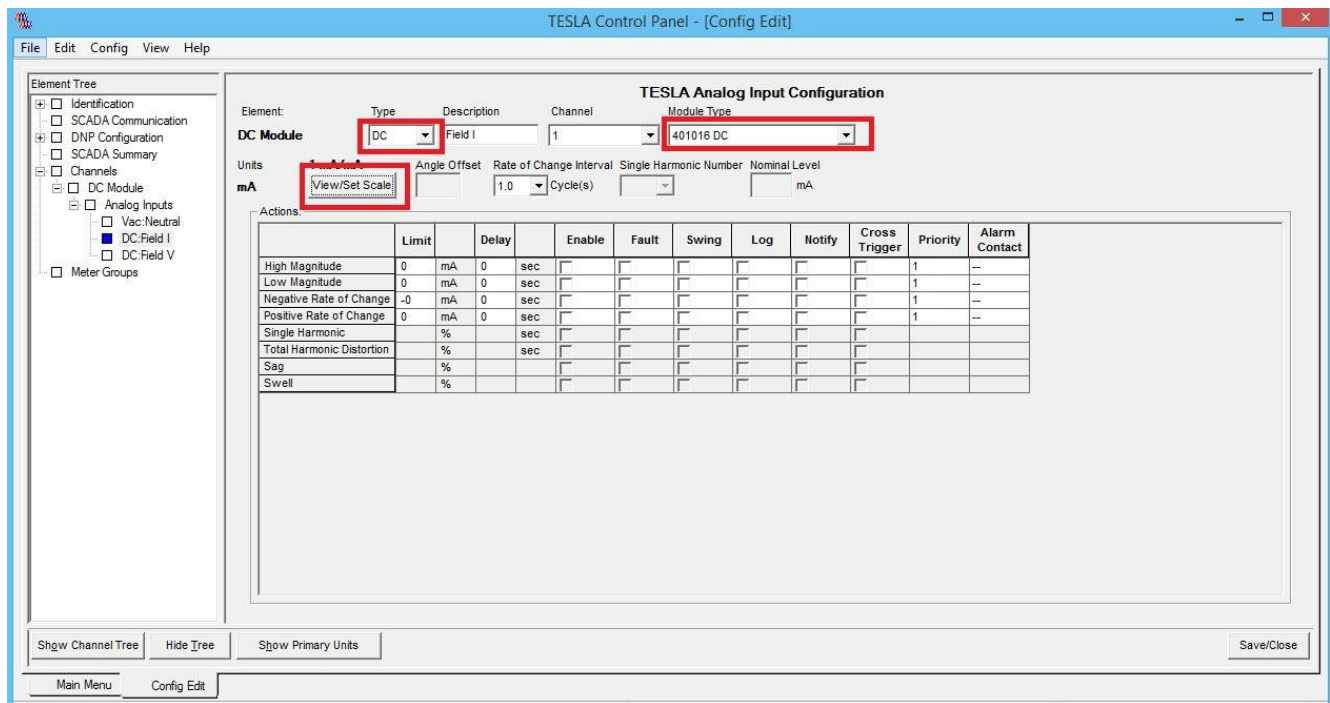 TESLA Control Panel - [Config Edit]
File Edit Config View Help
Element Tree
Identification
SCADA Communication
DNP Configuration
SCADA Summary
Channels
DC Module
Analog Inputs
Vac:Neutral
DC:Field I
DC:Field V
Meter Groups
TESLA Analog Input Configuration
Element: Type Description Channel Module Type
DC Module DC Field I 1 401016 DC
Units Angle Offset Rate of Change Interval Single Harmonic Number Nominal Level
mA View/Set Scale 1.0 Cycle(s) mA
Actions:
Limit Delay Enable Fault Swing Log Notify Cross Trigger Priority Alarm Contact
High Magnitude 0 mA 0 sec 1 --
Low Magnitude 0 mA 0 sec 1 --
Negative Rate of Change -0 mA 0 sec 1 --
Positive Rate of Change 0 mA 0 sec 1 --
Single Harmonic % sec
Total Harmonic Distortion % sec
Sag %
Swell %
Show Channel Tree Hide Tree Show Primary Units Save/Close
Main Menu Config Edit